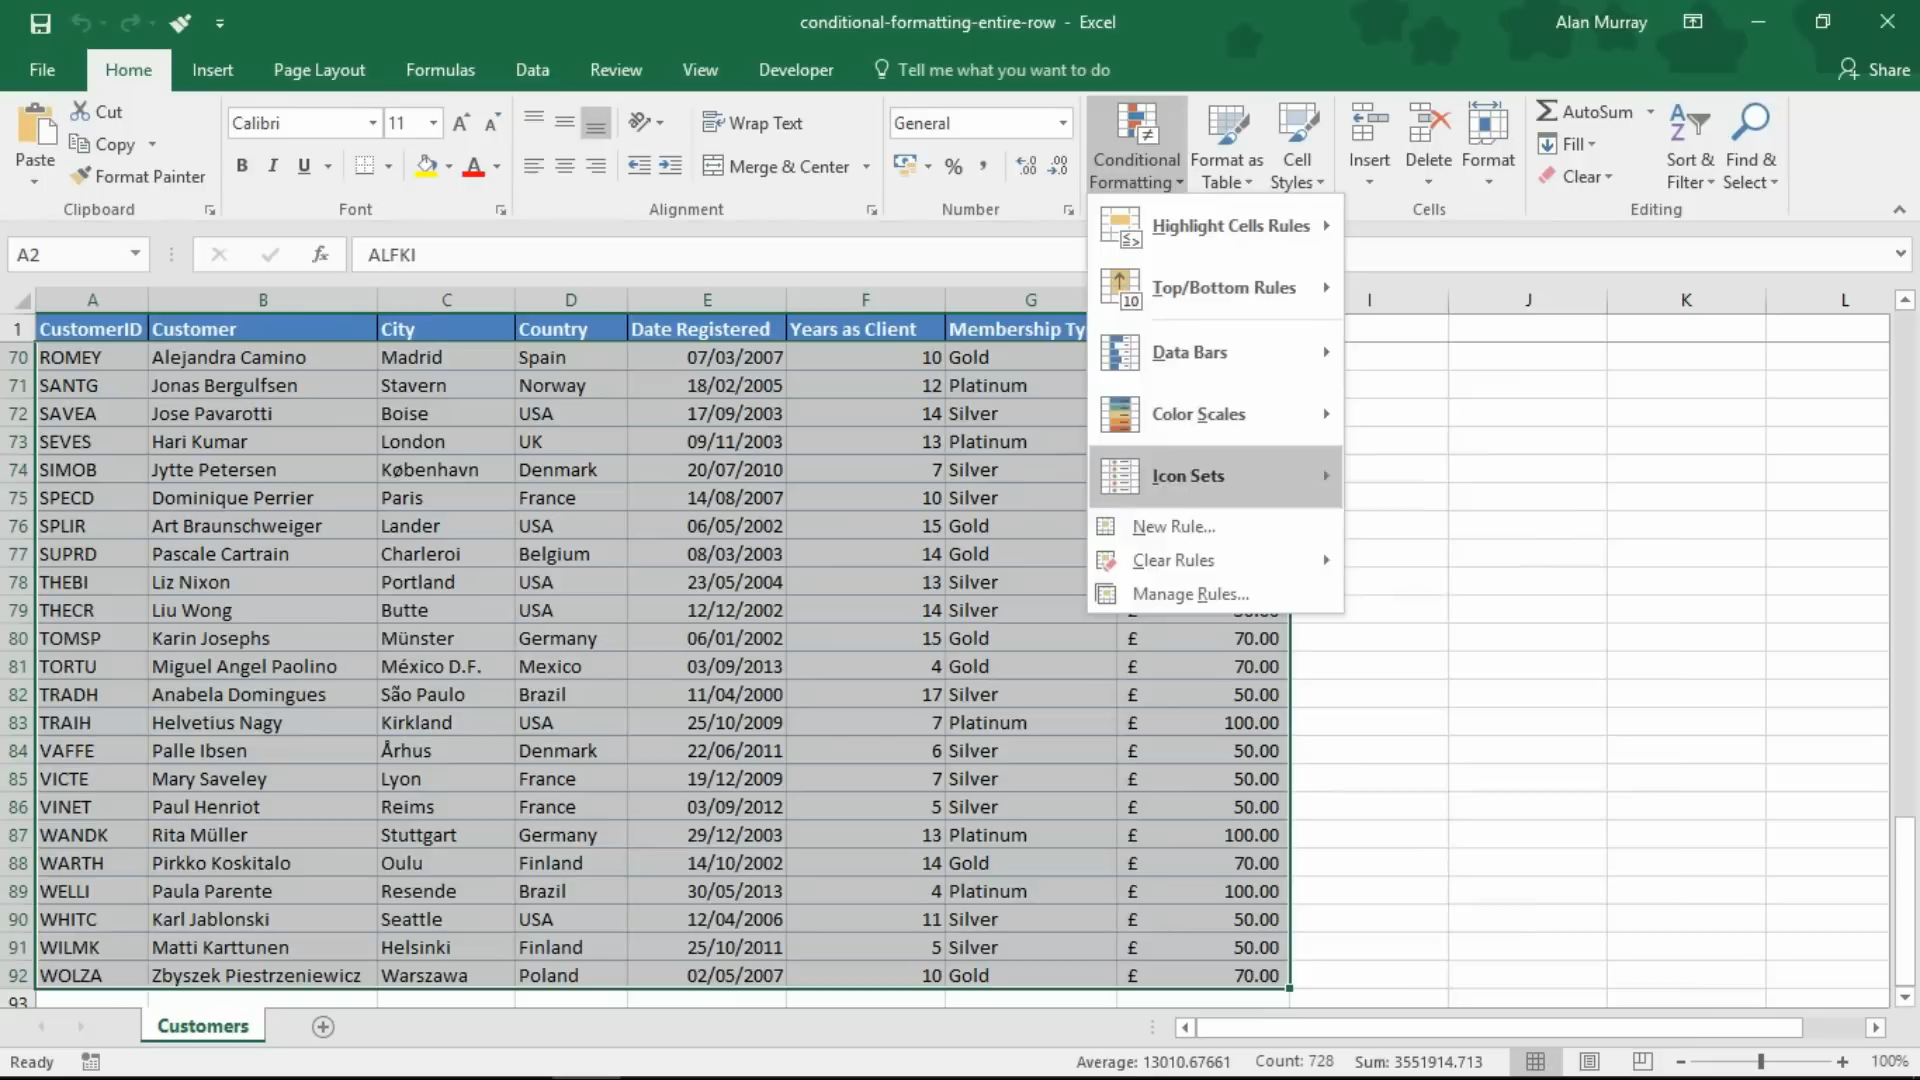 conditional-formatting-entire-row - Excel
Alan Murray
File Home Insert Page Layout Formulas Data Review View Developer Tell me what you want to do Share
Paste Cut
Copy
Format Painter
Clipboard
Calibri 11
B I U A
Font
Wrap Text
Merge & Center
Alignment
General
%
Number
Conditional Formatting
Format as Table
Cell Styles
Insert Delete Format
Cells
AutoSum
Fill
Clear
Sort & Filter
Find & Select
Editing
A2 fx ALFKI
Highlight Cells Rules
Top/Bottom Rules
Data Bars
Color Scales
Icon Sets
New Rule...
Clear Rules
Manage Rules...
A B C D E F G I J K L
1 CustomerID Customer City Country Date Registered Years as Client Membership Ty
70 ROMEY Alejandra Camino Madrid Spain 07/03/2007 10 Gold
71 SANTG Jonas Bergulfsen Stavern Norway 18/02/2005 12 Platinum
72 SAVEA Jose Pavarotti Boise USA 17/09/2003 14 Silver
73 SEVES Hari Kumar London UK 09/11/2003 13 Platinum
74 SIMOB Jytte Petersen København Denmark 20/07/2010 7 Silver
75 SPECD Dominique Perrier Paris France 14/08/2007 10 Silver
76 SPLIR Art Braunschweiger Lander USA 06/05/2002 15 Gold
77 SUPRD Pascale Cartrain Charleroi Belgium 08/03/2003 14 Gold
78 THEBI Liz Nixon Portland USA 23/05/2004 13 Silver
79 THECR Liu Wong Butte USA 12/12/2002 14 Silver
80 TOMSP Karin Josephs Münster Germany 06/01/2002 15 Gold £ 70.00
81 TORTU Miguel Angel Paolino México D.F. Mexico 03/09/2013 4 Gold £ 70.00
82 TRADH Anabela Domingues São Paulo Brazil 11/04/2000 17 Silver £ 50.00
83 TRAIH Helvetius Nagy Kirkland USA 25/10/2009 7 Platinum £ 100.00
84 VAFFE Palle Ibsen Århus Denmark 22/06/2011 6 Silver £ 50.00
85 VICTE Mary Saveley Lyon France 19/12/2009 7 Silver £ 50.00
86 VINET Paul Henriot Reims France 03/09/2012 5 Silver £ 50.00
87 WANDK Rita Müller Stuttgart Germany 29/12/2003 13 Platinum £ 100.00
88 WARTH Pirkko Koskitalo Oulu Finland 14/10/2002 14 Gold £ 70.00
89 WELLI Paula Parente Resende Brazil 30/05/2013 4 Platinum £ 100.00
90 WHITC Karl Jablonski Seattle USA 12/04/2006 11 Silver £ 50.00
91 WILMK Matti Karttunen Helsinki Finland 25/10/2011 5 Silver £ 50.00
92 WOLZA Zbyszek Piestrzeniewicz Warszawa Poland 02/05/2007 10 Gold £ 70.00
93
Customers
Ready Average: 13010.67661 Count: 728 Sum: 3551914.713 100%